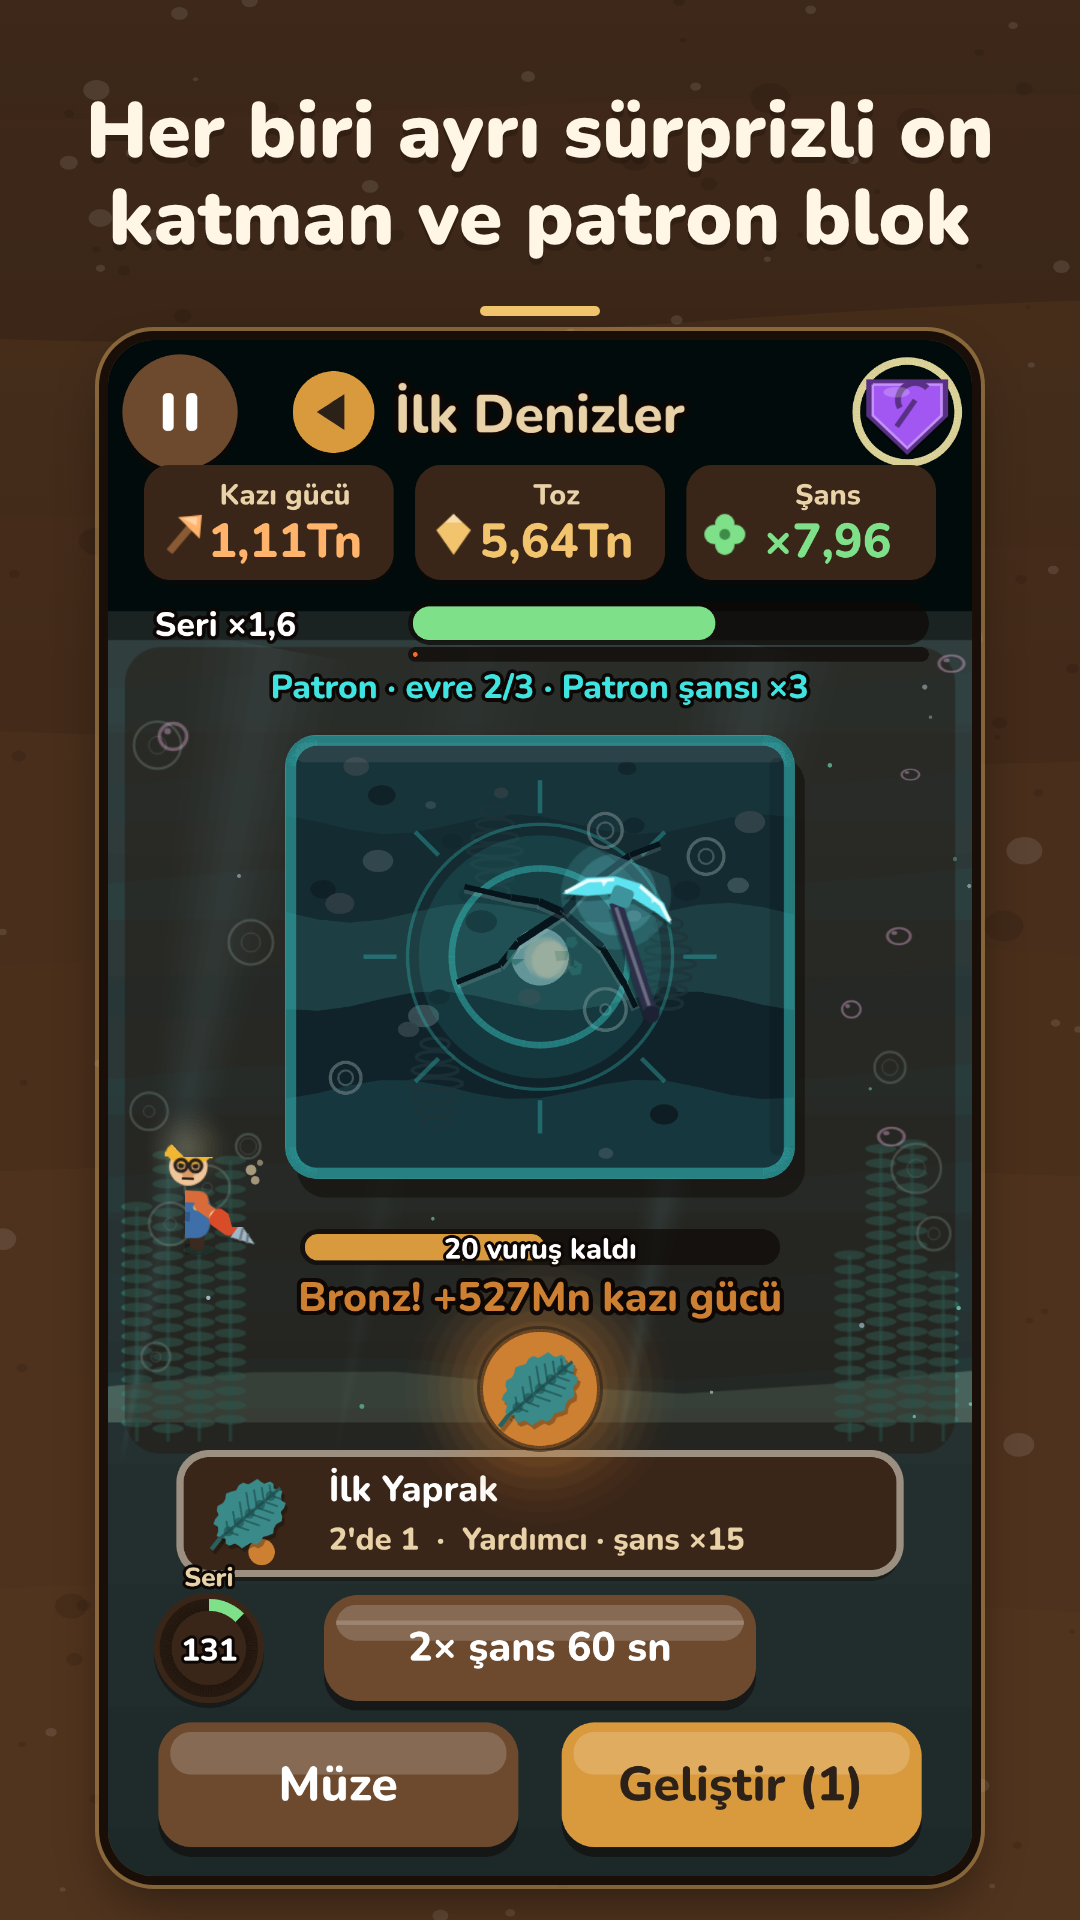 Her biri ayrı sürprizli on
katman ve patron blok
İlk Denizler
Kazı gücü
1,11Tn
Toz
5,64Tn
Şans
×7,96
Seri ×1,6
Patron · evre 2/3 · Patron şansı ×3
20 vuruş kaldı
Bronz! +527Mn kazı gücü
İlk Yaprak
2'de 1 · Yardımcı · şans ×15
Seri
131
2× şans 60 sn
Müze
Geliştir (1)